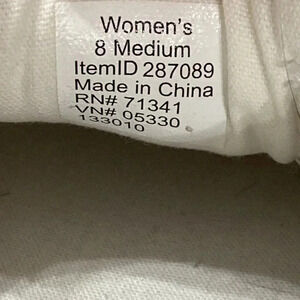 Women's
8 Medium
ItemID 287089
Made in China
RN# 71341
VN# 05330
133010